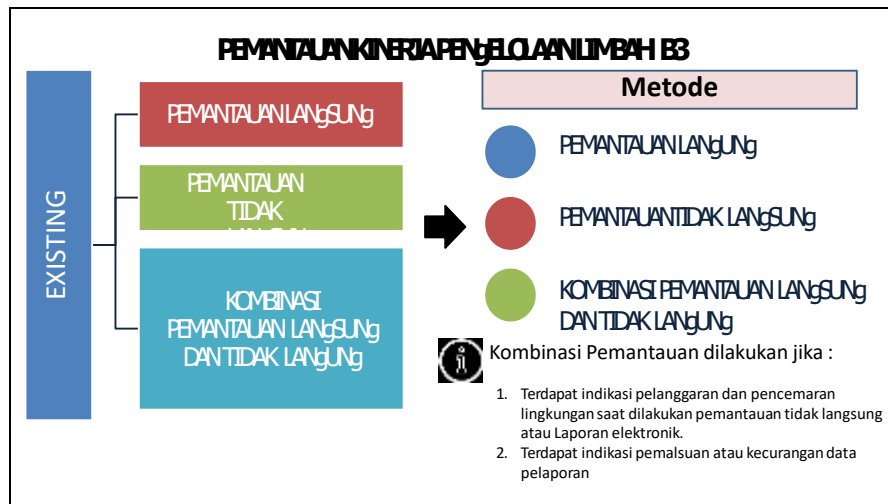 PEMANTAUAN KINERJA PENgELOLAAN LIMBAH B3
EXISTING
PEMANTAUAN LANgSUNg
PEMANTAUAN
TIDAK
KOMBINASI
PEMANTAUAN LANgSUNg
DAN TIDAK LANgUNg
Metode
PEMANTAUAN LANgUNg
PEMANTAUAN TIDAK LANgSUNg
KOMBINASI PEMANTAUAN LANgSUNg
DAN TIDAK LANgUNg
Kombinasi Pemantauan dilakukan jika :
1. Terdapat indikasi pelanggaran dan pencemaran
lingkungan saat dilakukan pemantauan tidak langsung
atau Laporan elektronik.
2. Terdapat indikasi pemalsuan atau kecurangan data
pelaporan